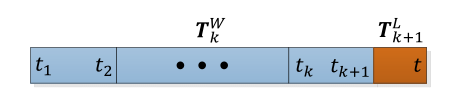 T_k^W T_{k+1}^L
t_1 t_2 • • • t_k t_{k+1} t